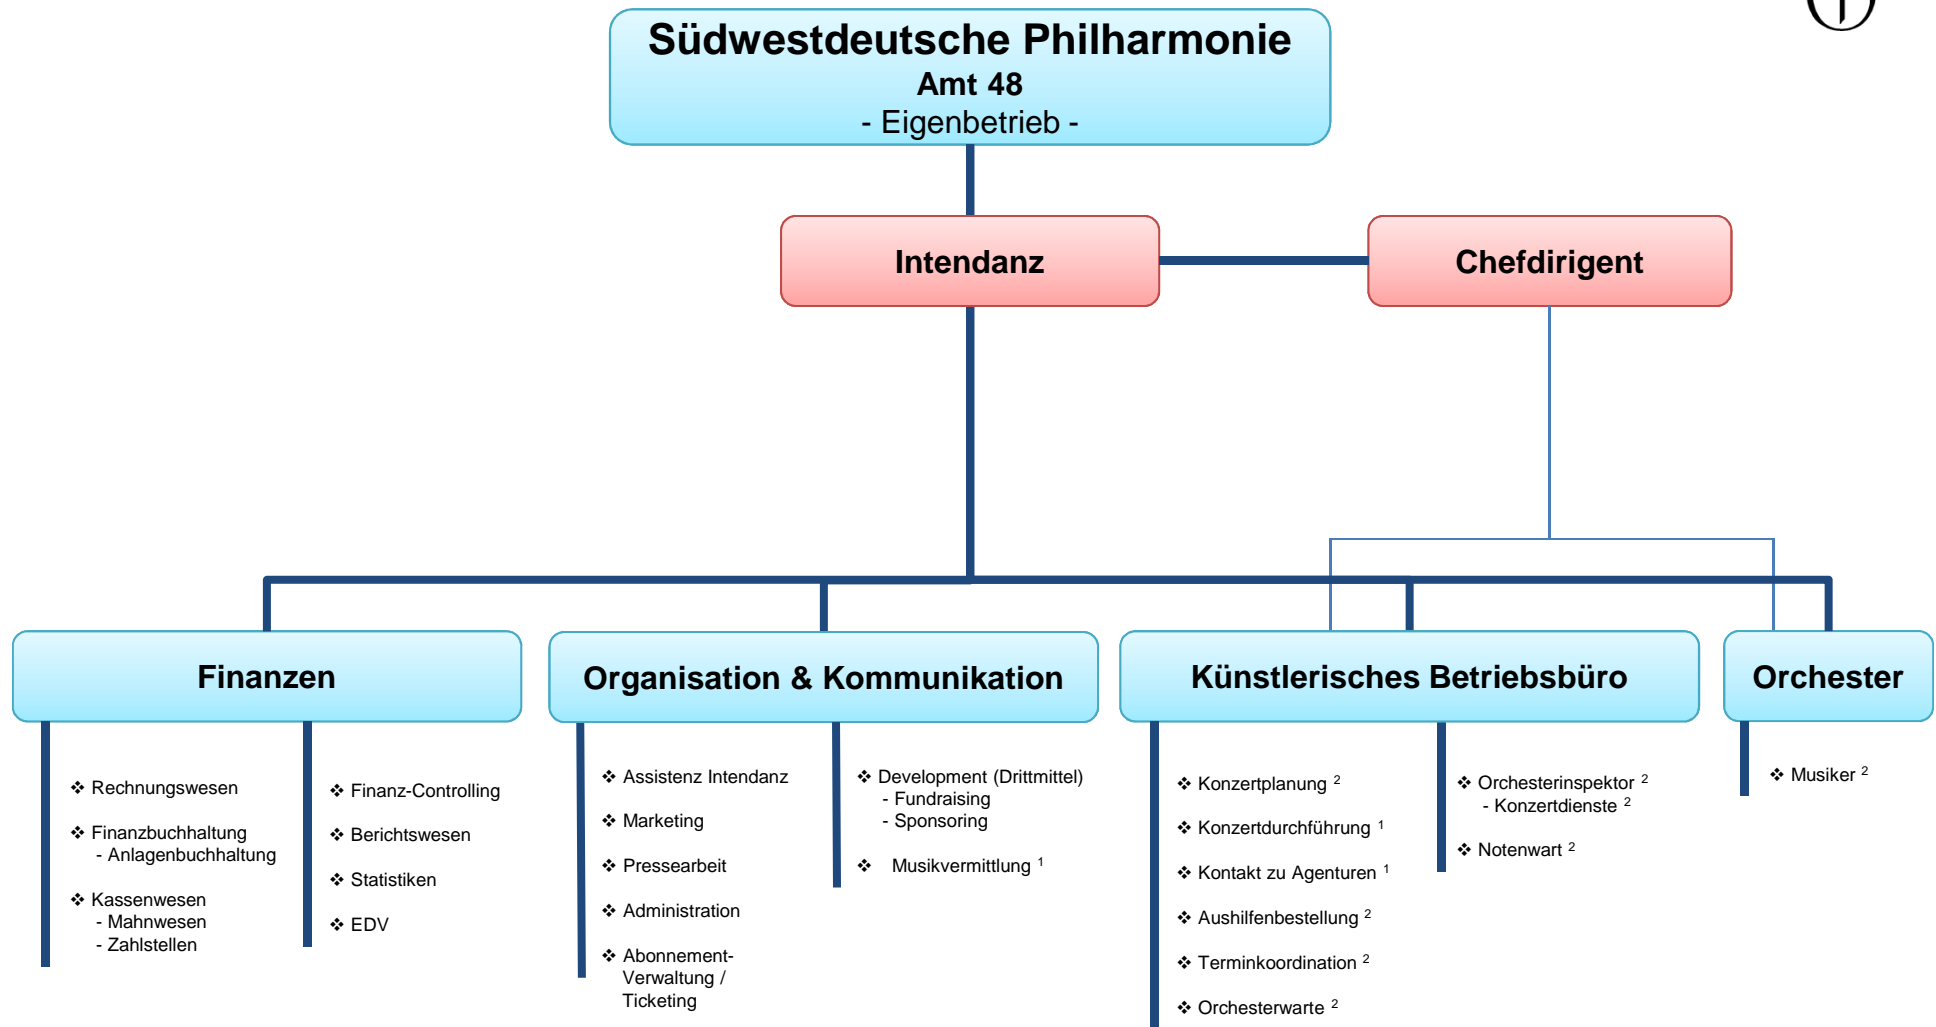 Südwestdeutsche Philharmonie
Amt 48
- Eigenbetrieb -
Intendanz
Chefdirigent
Finanzen
❖ Rechnungswesen
❖ Finanzbuchhaltung
- Anlagenbuchhaltung
❖ Kassenwesen
- Mahnwesen
- Zahlstellen
❖ Finanz-Controlling
❖ Berichtswesen
❖ Statistiken
❖ EDV
Organisation & Kommunikation
❖ Assistenz Intendanz
❖ Marketing
❖ Pressearbeit
❖ Administration
❖ Abonnement-
Verwaltung /
Ticketing
❖ Development (Drittmittel)
- Fundraising
- Sponsoring
❖ Musikvermittlung ¹
Künstlerisches Betriebsbüro
❖ Konzertplanung ²
❖ Konzertdurchführung ¹
❖ Kontakt zu Agenturen ¹
❖ Aushilfenbestellung ²
❖ Terminkoordination ²
❖ Orchesterwarte ²
❖ Orchesterinspektor ²
- Konzertdienste ²
❖ Notenwart ²
Orchester
❖ Musiker ²